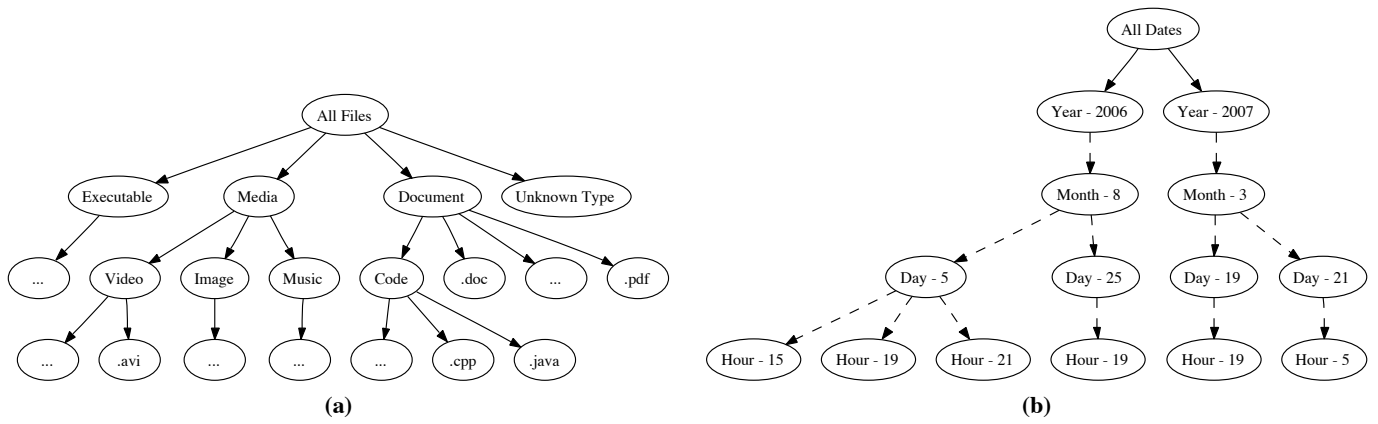 All Files
Executable
Media
Document
Unknown Type
...
Video
Image
Music
Code
.doc
...
.pdf
...
.avi
...
...
...
.cpp
.java
(a)
All Dates
Year - 2006
Year - 2007
Month - 8
Month - 3
Day - 5
Day - 25
Day - 19
Day - 21
Hour - 15
Hour - 19
Hour - 21
Hour - 19
Hour - 19
Hour - 5
(b)